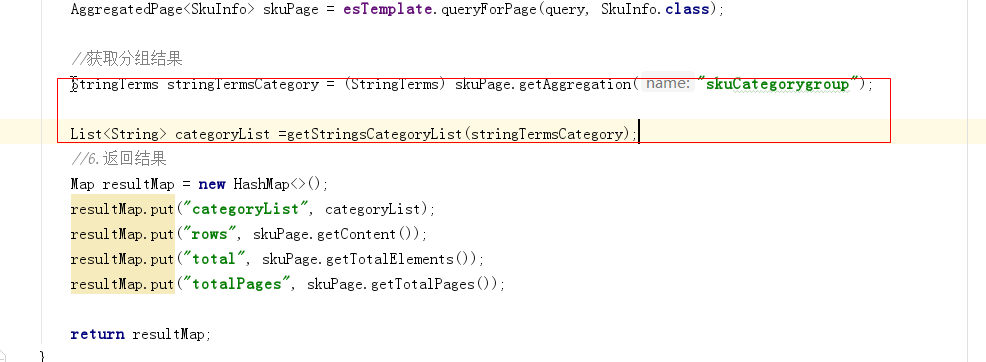 AggregatedPage<SkuInfo> skuPage = esTemplate.queryForPage(query, SkuInfo.class);
//获取分组结果
StringTerms stringTermsCategory = (StringTerms) skuPage.getAggregation( name: "skuCategorygroup");
List<String> categoryList =getStringsCategoryList(stringTermsCategory);
//6.返回结果
Map resultMap = new HashMap<>();
resultMap.put("categoryList", categoryList);
resultMap.put("rows", skuPage.getContent());
resultMap.put("total", skuPage.getTotalElements());
resultMap.put("totalPages", skuPage.getTotalPages());
return resultMap;
}